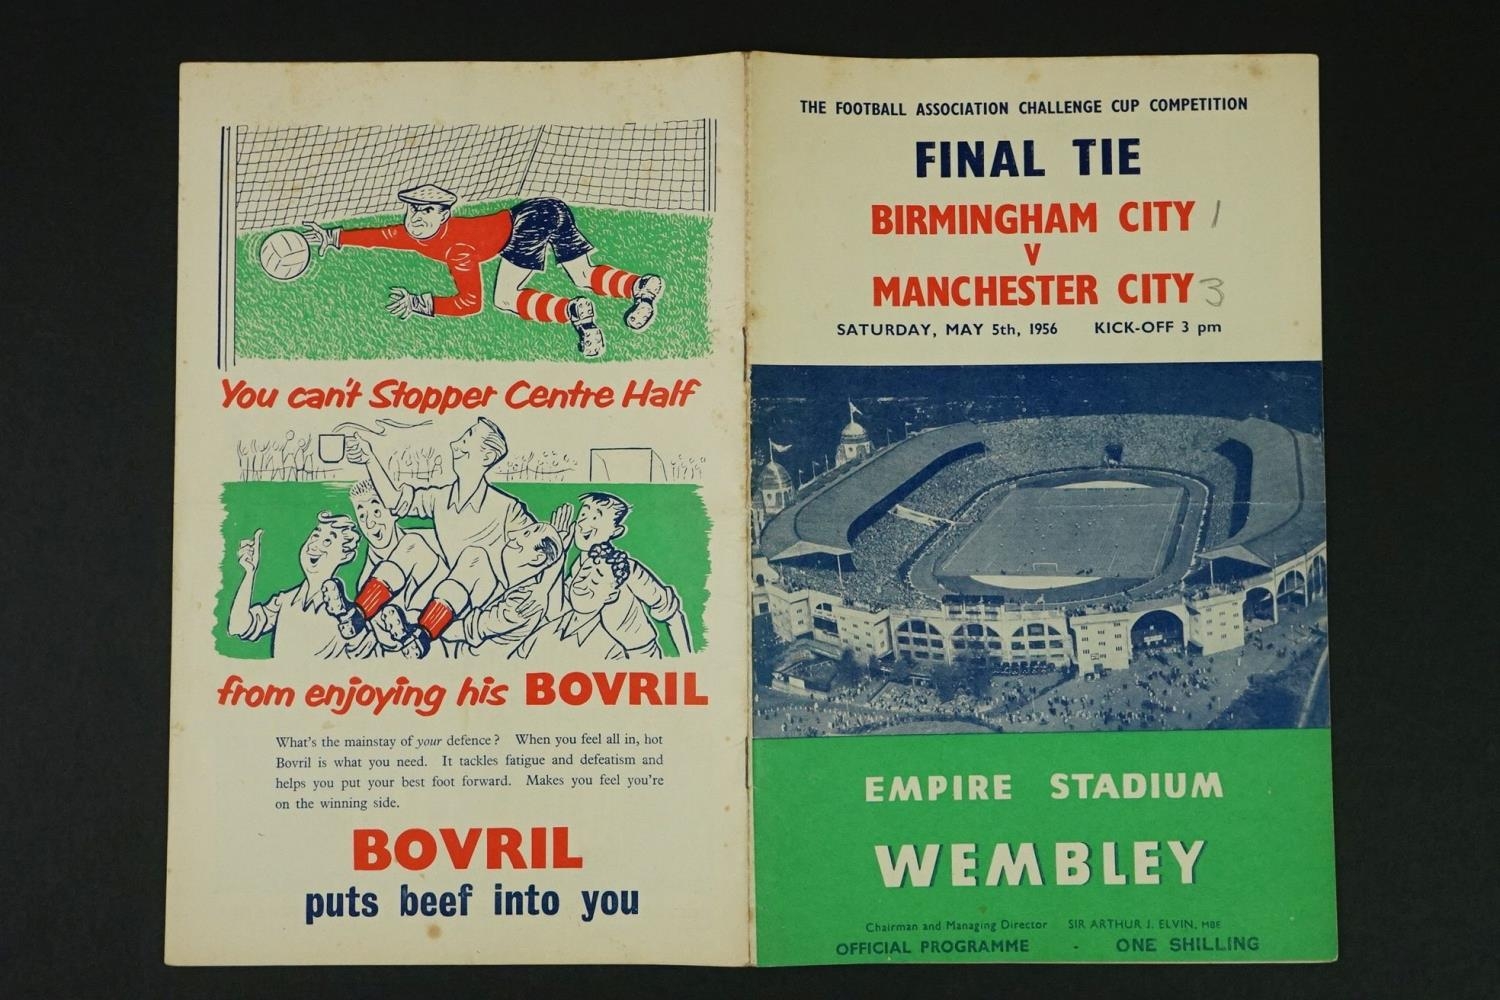 You can't Stopper Centre Half
from enjoying his BOVRIL
What's the mainstay of your defence? When you feel all in, hot
Bovril is what you need. It tackles fatigue and defeatism and
helps you put your best foot forward. Makes you feel you're
on the winning side.
BOVRIL
puts beef into you
THE FOOTBALL ASSOCIATION CHALLENGE CUP COMPETITION
FINAL TIE
BIRMINGHAM CITY 1
V
MANCHESTER CITY 3
SATURDAY, MAY 5th, 1956 KICK-OFF 3 pm
EMPIRE STADIUM
WEMBLEY
Chairman and Managing Director SIR ARTHUR J. ELVIN, MBE
OFFICIAL PROGRAMME - ONE SHILLING